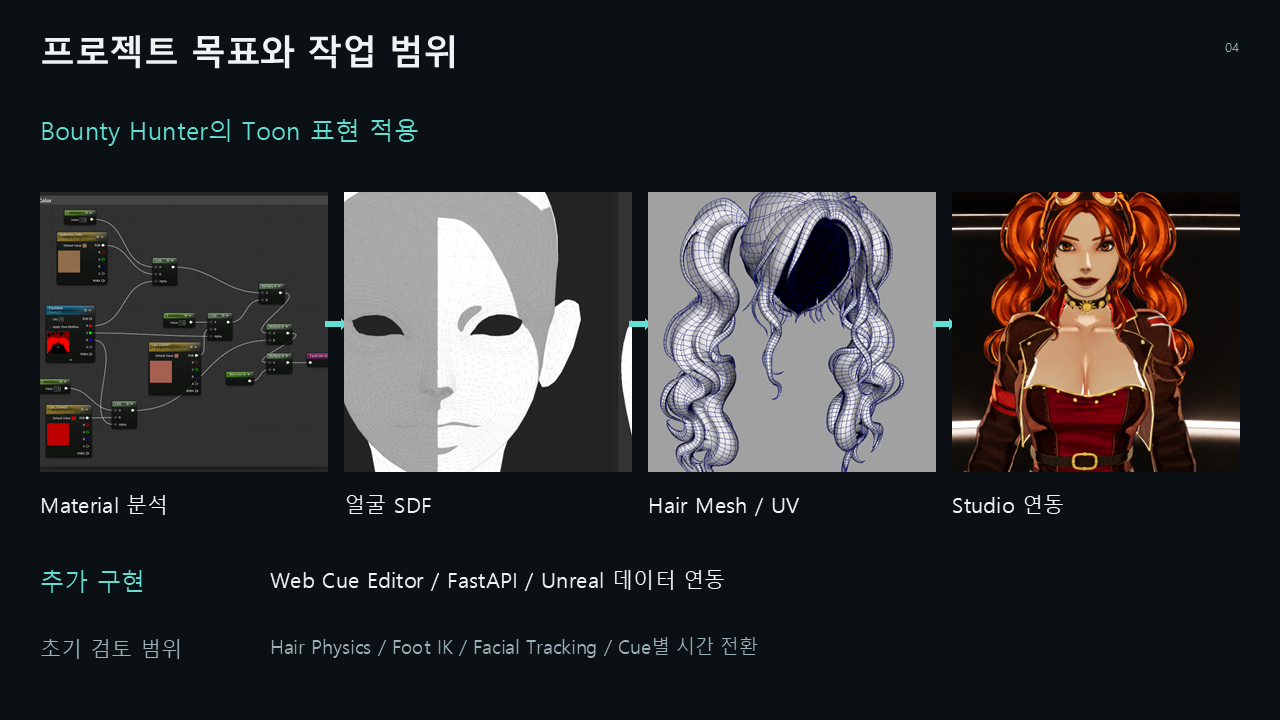 프로젝트 목표와 작업 범위
04
Bounty Hunter의 Toon 표현 적용
Color
Material 분석
얼굴 SDF
Hair Mesh / UV
Studio 연동
추가 구현
Web Cue Editor / FastAPI / Unreal 데이터 연동
초기 검토 범위
Hair Physics / Foot IK / Facial Tracking / Cue별 시간 전환